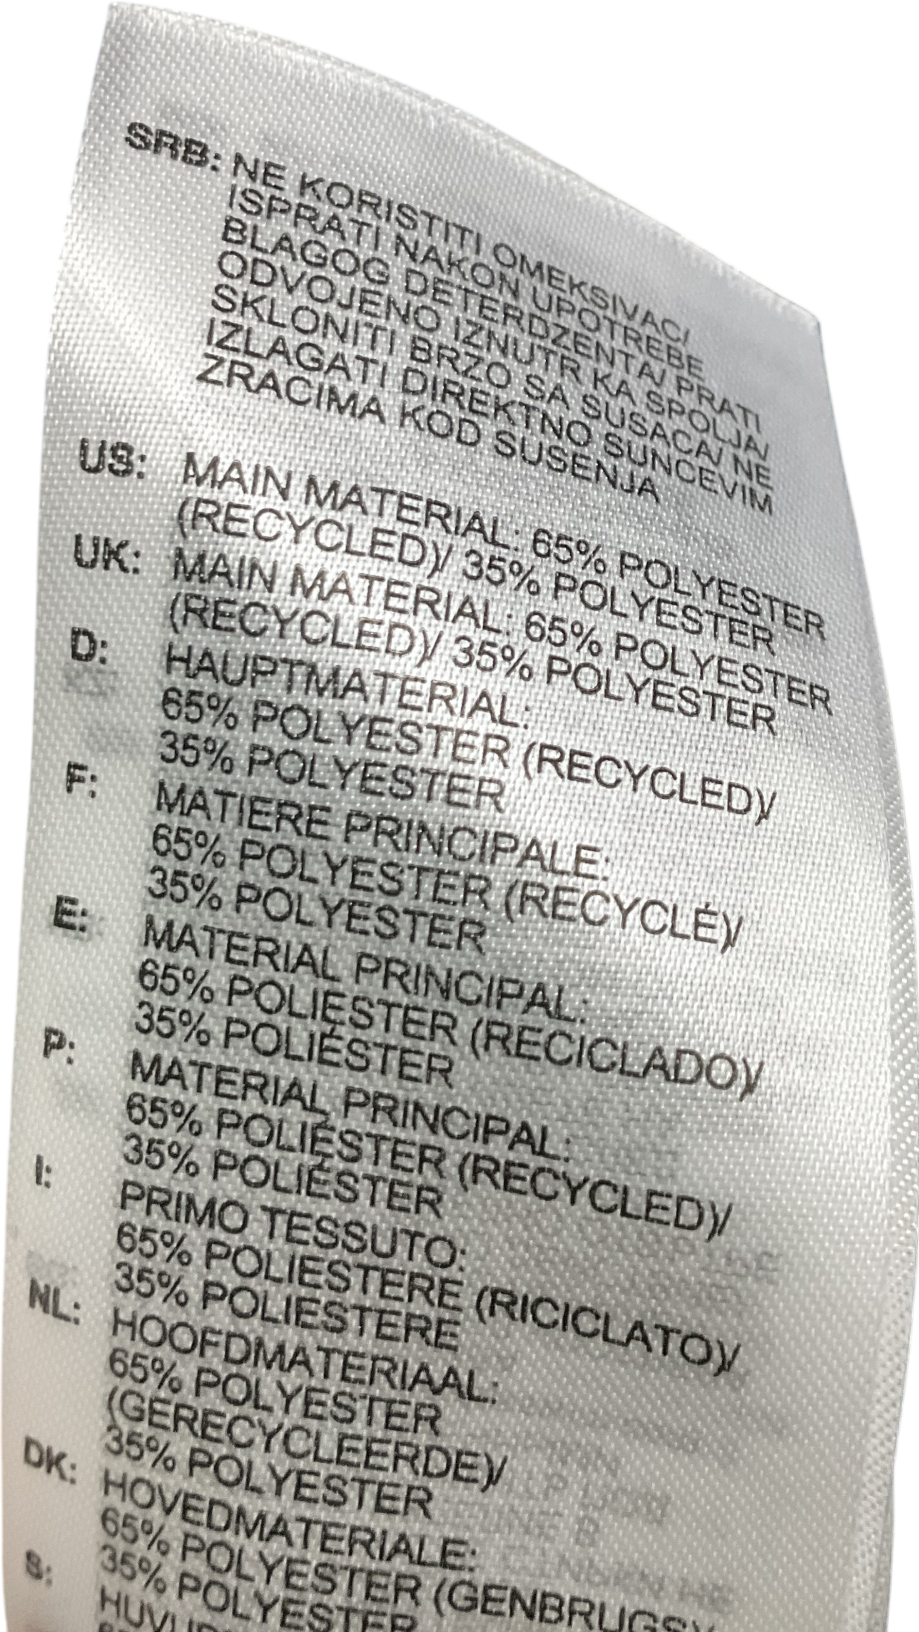 SRB: NE KORISTITI OMEKSIVAC/
ISPRATI NAKON UPOTREBE
BLAGOG DETERDZENTA/ PRATI
ODVOJENO IZNUTR KA SPOLJA/
SKLONITI BRZO SA SUSACA/ NE
IZLAGATI DIREKTNO SUNCEVIM
ZRACIMA KOD SUSENJA
US: MAIN MATERIAL: 65% POLYESTER
(RECYCLED)/ 35% POLYESTER
UK: MAIN MATERIAL: 65% POLYESTER
(RECYCLED)/ 35% POLYESTER
D: HAUPTMATERIAL:
65% POLYESTER (RECYCLED)/
35% POLYESTER
F: MATIERE PRINCIPALE:
65% POLYESTER (RECYCLÉ)/
35% POLYESTER
E: MATERIAL PRINCIPAL:
65% POLIÉSTER (RECICLADO)/
35% POLIÉSTER
P: MATERIAL PRINCIPAL:
65% POLIÉSTER (RECYCLED)/
35% POLIÉSTER
I: PRIMO TESSUTO:
65% POLIESTERE (RICICLATO)/
35% POLIESTERE
NL: HOOFDMATERIAAL:
65% POLYESTER
(GERECYCLEERDE)/
35% POLYESTER
DK: HOVEDMATERIALE:
65% POLYESTER (GENBRUGS)/
35% POLYESTER
S: